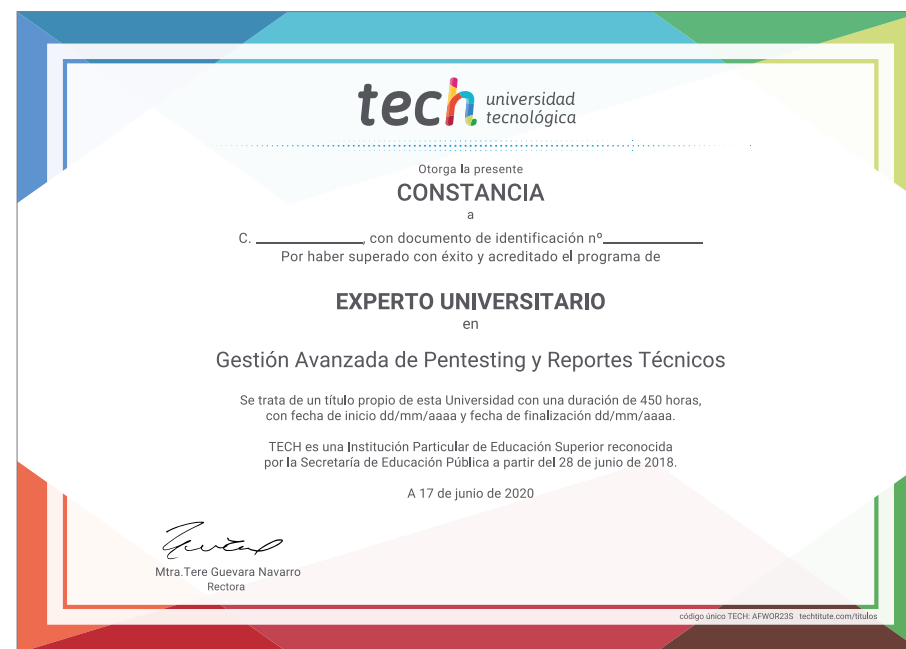 tech universidad
tecnológica
Otorga la presente
CONSTANCIA
a
C. ______________, con documento de identificación nº_____________
Por haber superado con éxito y acreditado el programa de
EXPERTO UNIVERSITARIO
en
Gestión Avanzada de Pentesting y Reportes Técnicos
Se trata de un título propio de esta Universidad con una duración de 450 horas,
con fecha de inicio dd/mm/aaaa y fecha de finalización dd/mm/aaaa.
TECH es una Institución Particular de Educación Superior reconocida
por la Secretaría de Educación Pública a partir del 28 de junio de 2018.
A 17 de junio de 2020
Mtra.Tere Guevara Navarro
Rectora
código único TECH: AFWOR23S techtitute.com/titulos